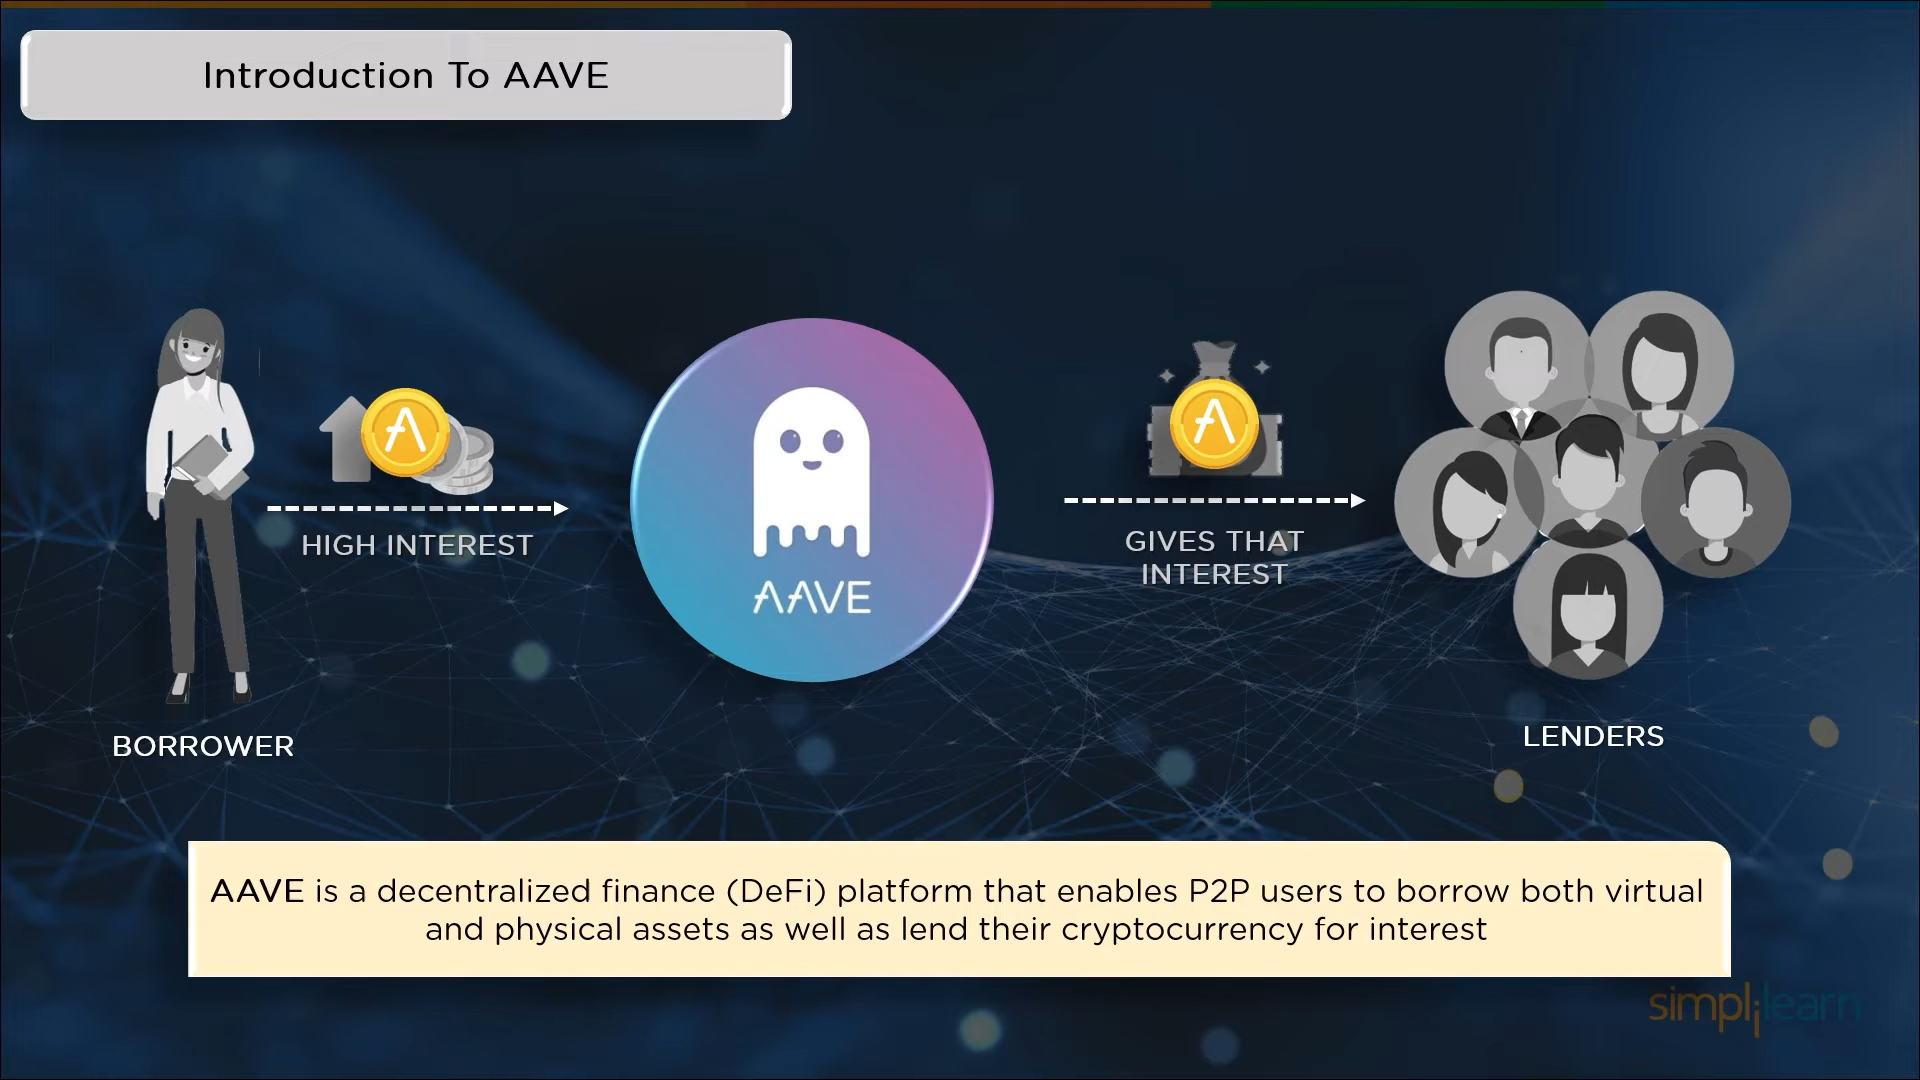 Introduction To AAVE
HIGH INTEREST
AAVE
GIVES THAT
INTEREST
BORROWER
LENDERS
AAVE is a decentralized finance (DeFi) platform that enables P2P users to borrow both virtual
and physical assets as well as lend their cryptocurrency for interest
simplilearn